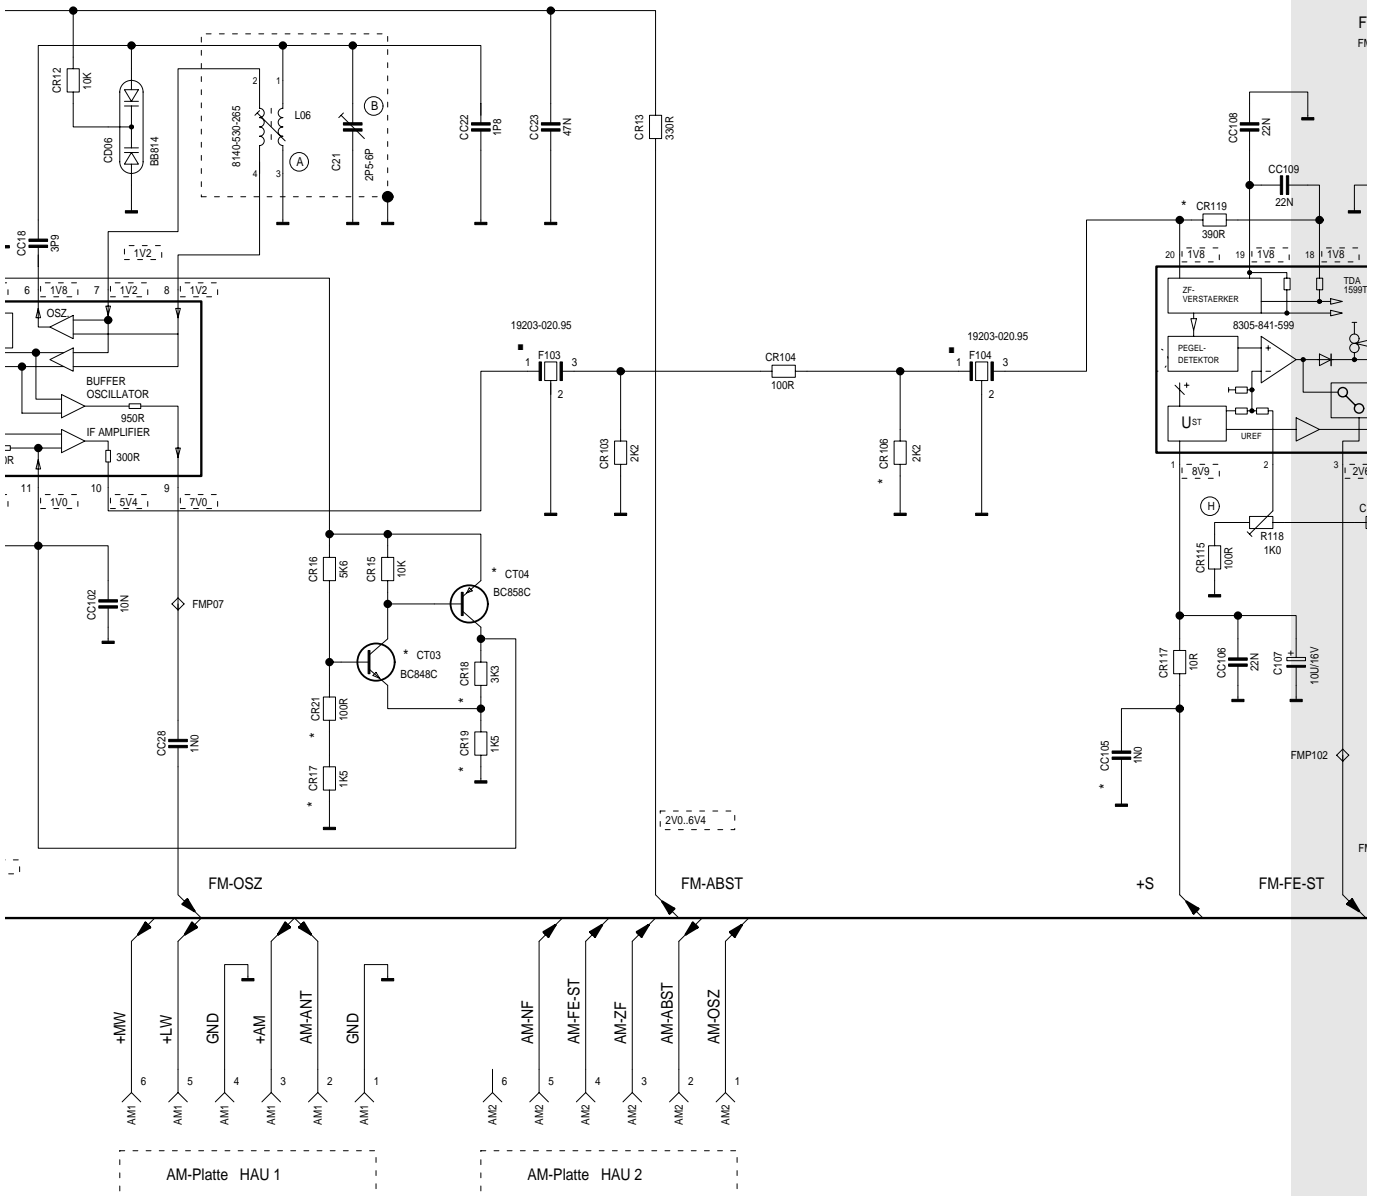 F
CR12
10K
CD06
BB814
2
1
8140-530-265
L06
A
4
3
B
C21
2P5-6P
CC22
1P8
CC23
47N
CR13
330R
CC108
22N
CC109
22N
* CR119
390R
CC18
3P9
1V2
20 1V8 19 1V8 18 1V8
6 1V8 7 1V2 8 1V2
OSZ
BUFFER
OSCILLATOR
950R
IF AMPLIFIER
300R
11 1V0 10 5V4 9 7V0
19203-020.95
1 F103 3
2
CR104
100R
19203-020.95
1 F104 3
2
CR103
2K2
* CR106
2K2
ZF-
VERSTAERKER
TDA
1599T
8305-841-599
PEGEL-
DETEKTOR
+
-
+
UST
UREF
1 8V9 2 3
H
R118
1K0
CR115
100R
CC102
10N
FMP07
CR16
5K6
CR15
10K
* CT04
BC858C
* CT03
BC848C
CR18
3K3
*
CR21
100R
*
CR19
1K5
*
CR17
1K5
*
CC28
1N0
CR117
10R
CC106
22N
C107
+
10U/16V
* CC105
1N0
FMP102
2V0..6V4
FM-OSZ
FM-ABST
+S
FM-FE-ST
+MW
+LW
GND
+AM
AM-ANT
GND
AM-NF
AM-FE-ST
AM-ZF
AM-ABST
AM-OSZ
6 5 4 3 2 1
6 5 4 3 2 1
AM1 AM1 AM1 AM1 AM1 AM1
AM2 AM2 AM2 AM2 AM2 AM2
AM-Platte HAU 1
AM-Platte HAU 2